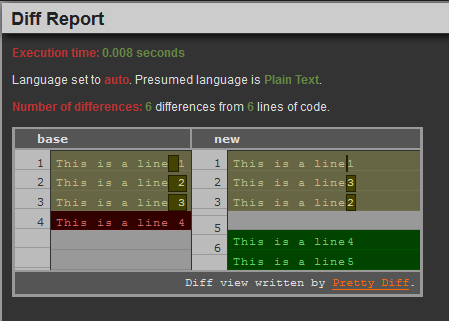 Diff Report
Execution time: 0.008 seconds
Language set to auto. Presumed language is Plain Text.
Number of differences: 6 differences from 6 lines of code.
base new
1 This is a line 1 1 This is a line1
2 This is a line 2 2 This is a line3
3 This is a line 3 3 This is a line2
4 This is a line 4
5 This is a line4
6 This is a line5
Diff view written by Pretty Diff.